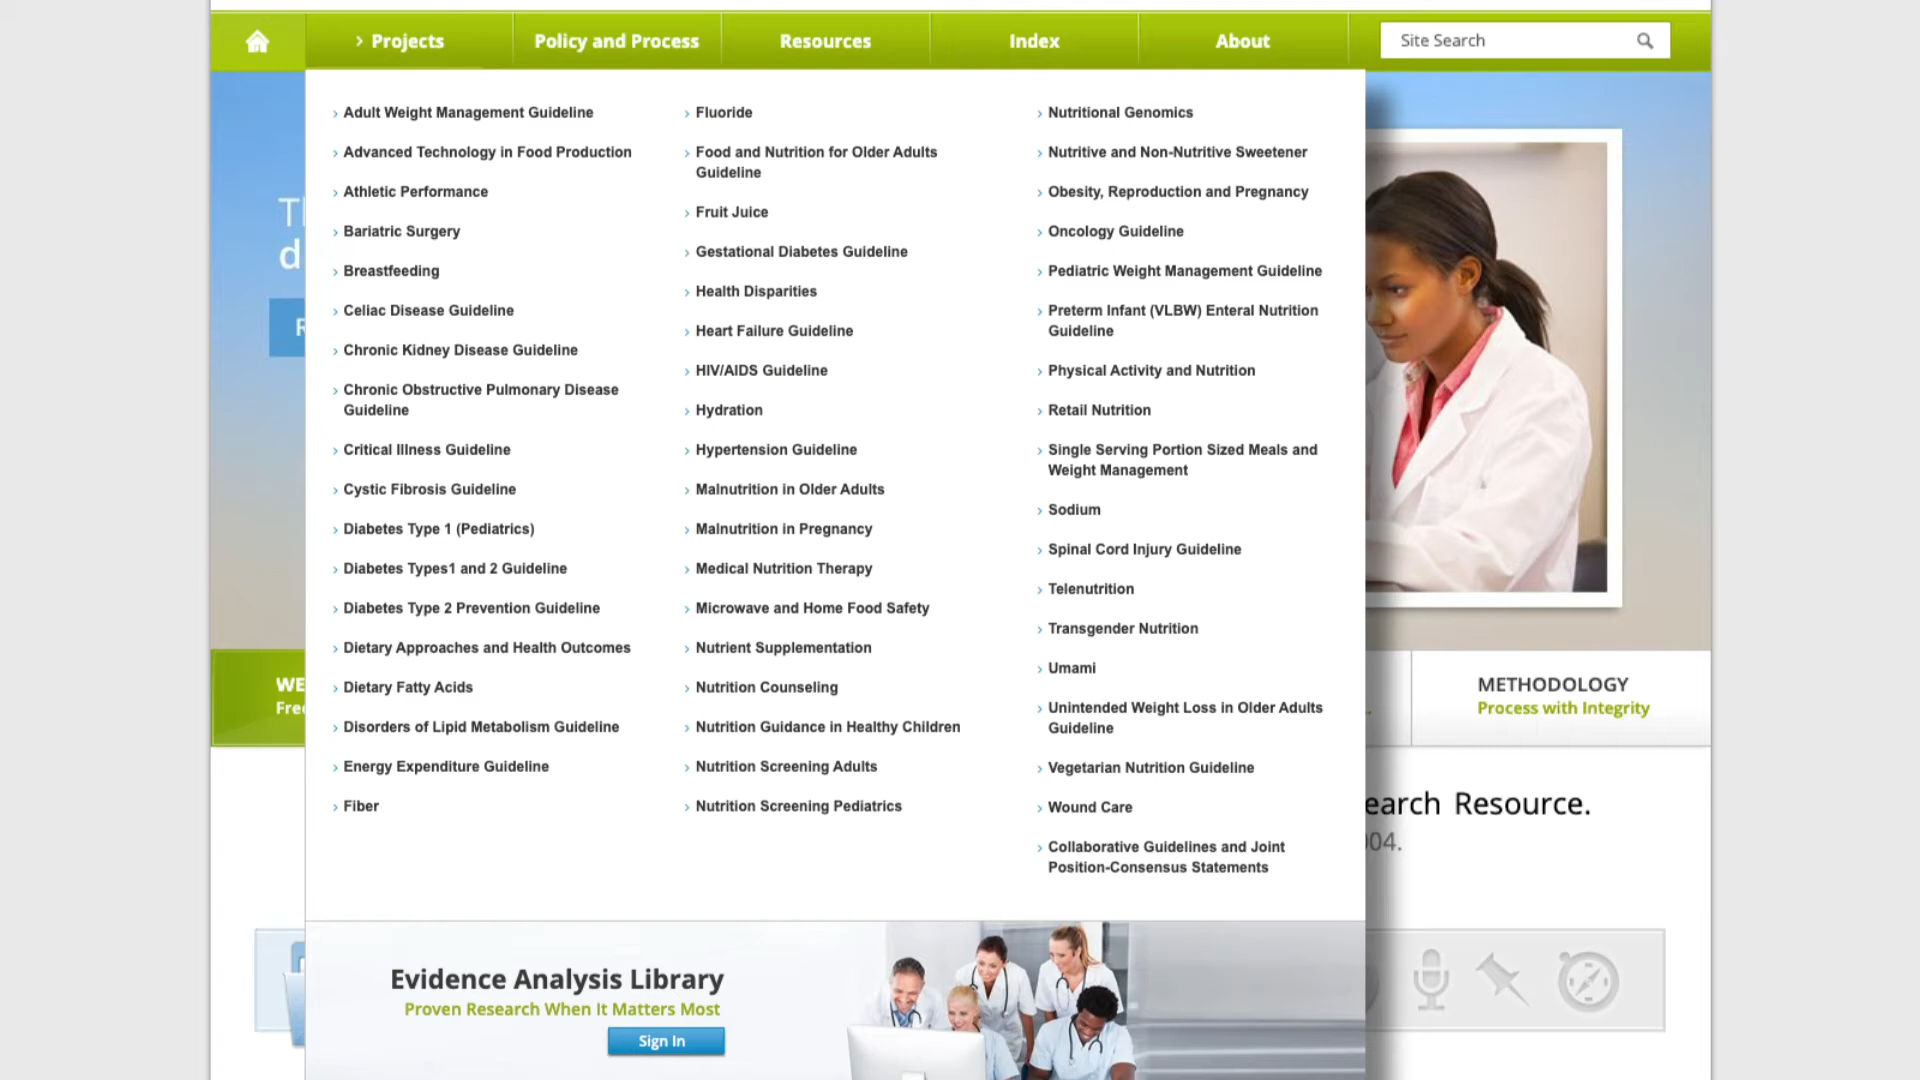 Projects
Policy and Process
Resources
Index
About
Site Search
Adult Weight Management Guideline
Advanced Technology in Food Production
Athletic Performance
Bariatric Surgery
Breastfeeding
Celiac Disease Guideline
Chronic Kidney Disease Guideline
Chronic Obstructive Pulmonary Disease
Guideline
Critical Illness Guideline
Cystic Fibrosis Guideline
Diabetes Type 1 (Pediatrics)
Diabetes Types1 and 2 Guideline
Diabetes Type 2 Prevention Guideline
Dietary Approaches and Health Outcomes
Dietary Fatty Acids
Disorders of Lipid Metabolism Guideline
Energy Expenditure Guideline
Fiber
Fluoride
Food and Nutrition for Older Adults
Guideline
Fruit Juice
Gestational Diabetes Guideline
Health Disparities
Heart Failure Guideline
HIV/AIDS Guideline
Hydration
Hypertension Guideline
Malnutrition in Older Adults
Malnutrition in Pregnancy
Medical Nutrition Therapy
Microwave and Home Food Safety
Nutrient Supplementation
Nutrition Counseling
Nutrition Guidance in Healthy Children
Nutrition Screening Adults
Nutrition Screening Pediatrics
Nutritional Genomics
Nutritive and Non-Nutritive Sweetener
Obesity, Reproduction and Pregnancy
Oncology Guideline
Pediatric Weight Management Guideline
Preterm Infant (VLBW) Enteral Nutrition
Guideline
Physical Activity and Nutrition
Retail Nutrition
Single Serving Portion Sized Meals and
Weight Management
Sodium
Spinal Cord Injury Guideline
Telenutrition
Transgender Nutrition
Umami
Unintended Weight Loss in Older Adults
Guideline
Vegetarian Nutrition Guideline
Wound Care
Collaborative Guidelines and Joint
Position-Consensus Statements
METHODOLOGY
Process with Integrity
Resource.
Evidence Analysis Library
Proven Research When It Matters Most
Sign In